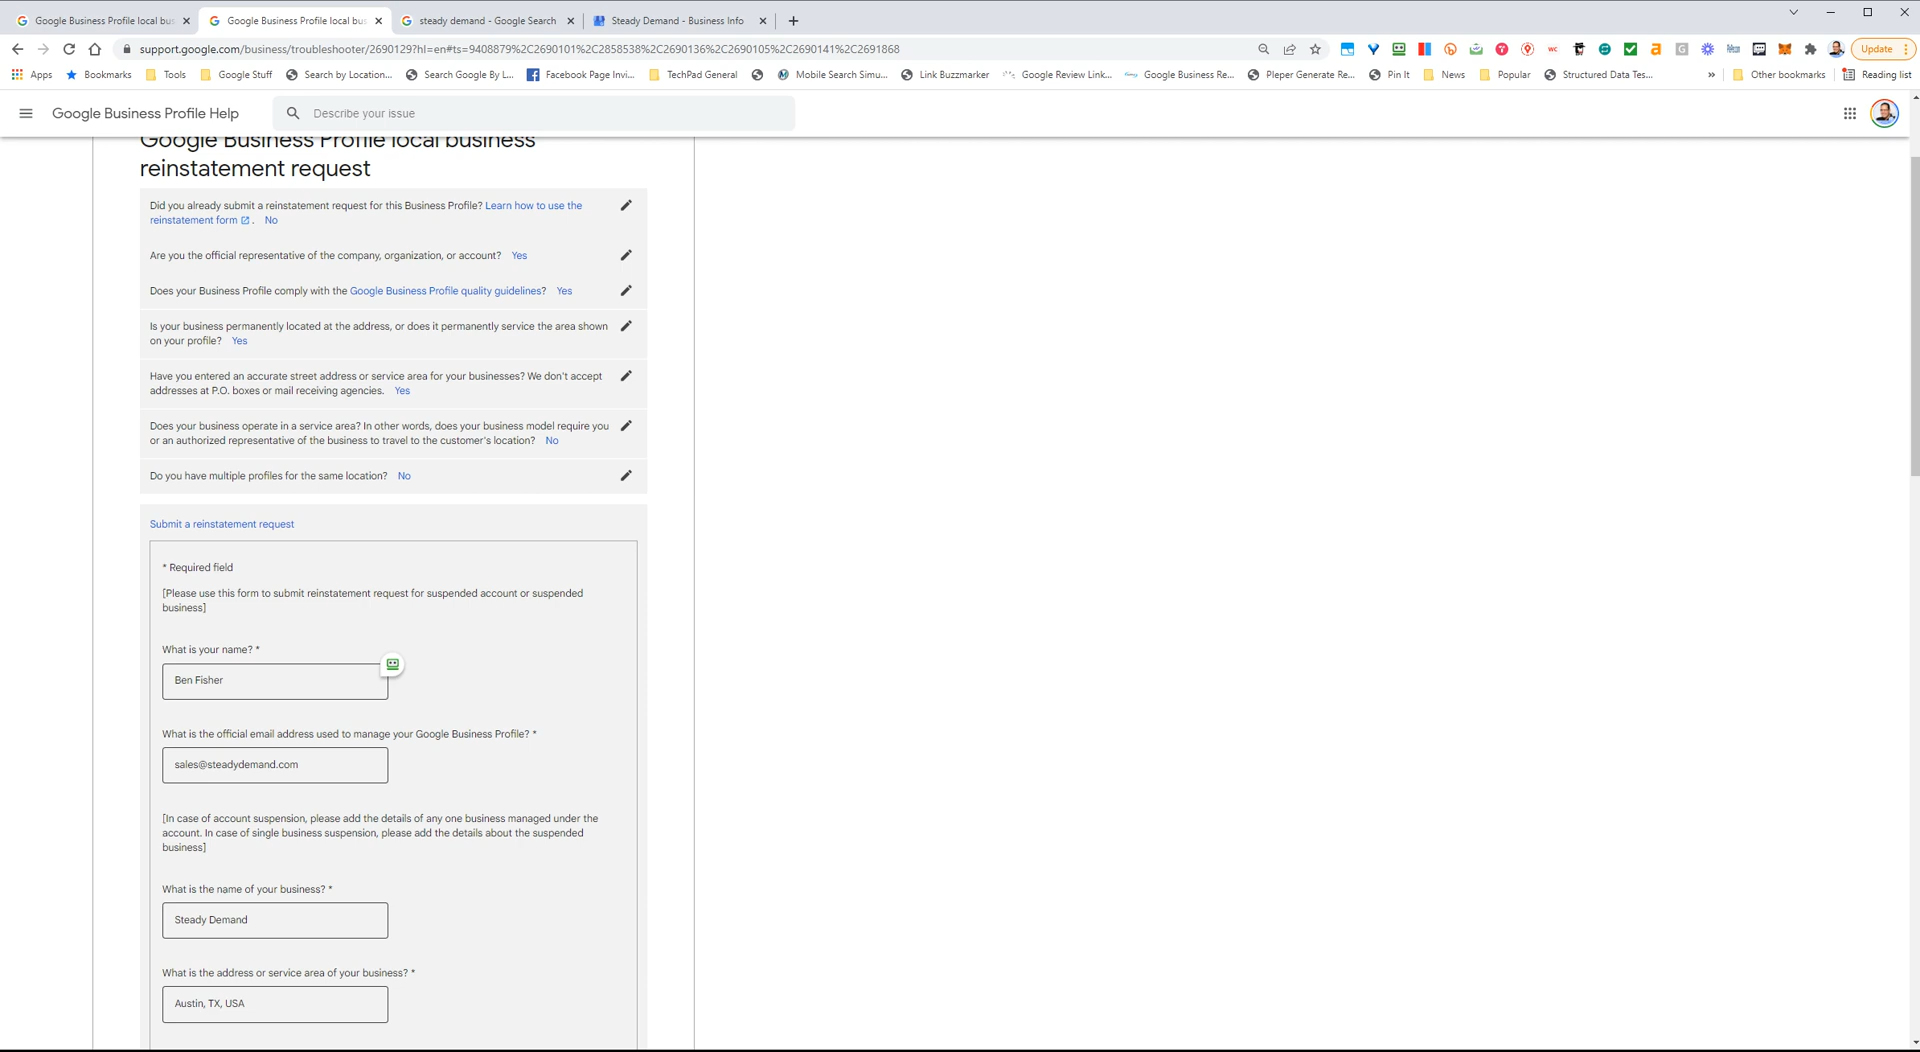 Google Business Profile local bus
Google Business Profile local bus
steady demand - Google Search
Steady Demand - Business Info
support.google.com/business/troubleshooter/2690129?hl=en#ts=9408879%2C2690101%2C2858538%2C2690136%2C2690105%2C2690141%2C2691868
Update
Apps
Bookmarks
Tools
Google Stuff
Search by Location...
Search Google By L...
Facebook Page Invi...
TechPad General
Mobile Search Simu...
Link Buzzmarker
Google Review Link...
Google Business Re...
Pleper Generate Re...
Pin It
News
Popular
Structured Data Tes...
»
Other bookmarks
Reading list
Google Business Profile Help
Describe your issue
Google Business Profile local business
reinstatement request
Did you already submit a reinstatement request for this Business Profile? Learn how to use the
reinstatement form . No
Are you the official representative of the company, organization, or account? Yes
Does your Business Profile comply with the Google Business Profile quality guidelines? Yes
Is your business permanently located at the address, or does it permanently service the area shown
on your profile? Yes
Have you entered an accurate street address or service area for your businesses? We don't accept
addresses at P.O. boxes or mail receiving agencies. Yes
Does your business operate in a service area? In other words, does your business model require you
or an authorized representative of the business to travel to the customer's location? No
Do you have multiple profiles for the same location? No
Submit a reinstatement request
* Required field
[Please use this form to submit reinstatement request for suspended account or suspended
business]
What is your name? *
Ben Fisher
What is the official email address used to manage your Google Business Profile? *
sales@steadydemand.com
[In case of account suspension, please add the details of any one business managed under the
account. In case of single business suspension, please add the details about the suspended
business]
What is the name of your business? *
Steady Demand
What is the address or service area of your business? *
Austin, TX, USA